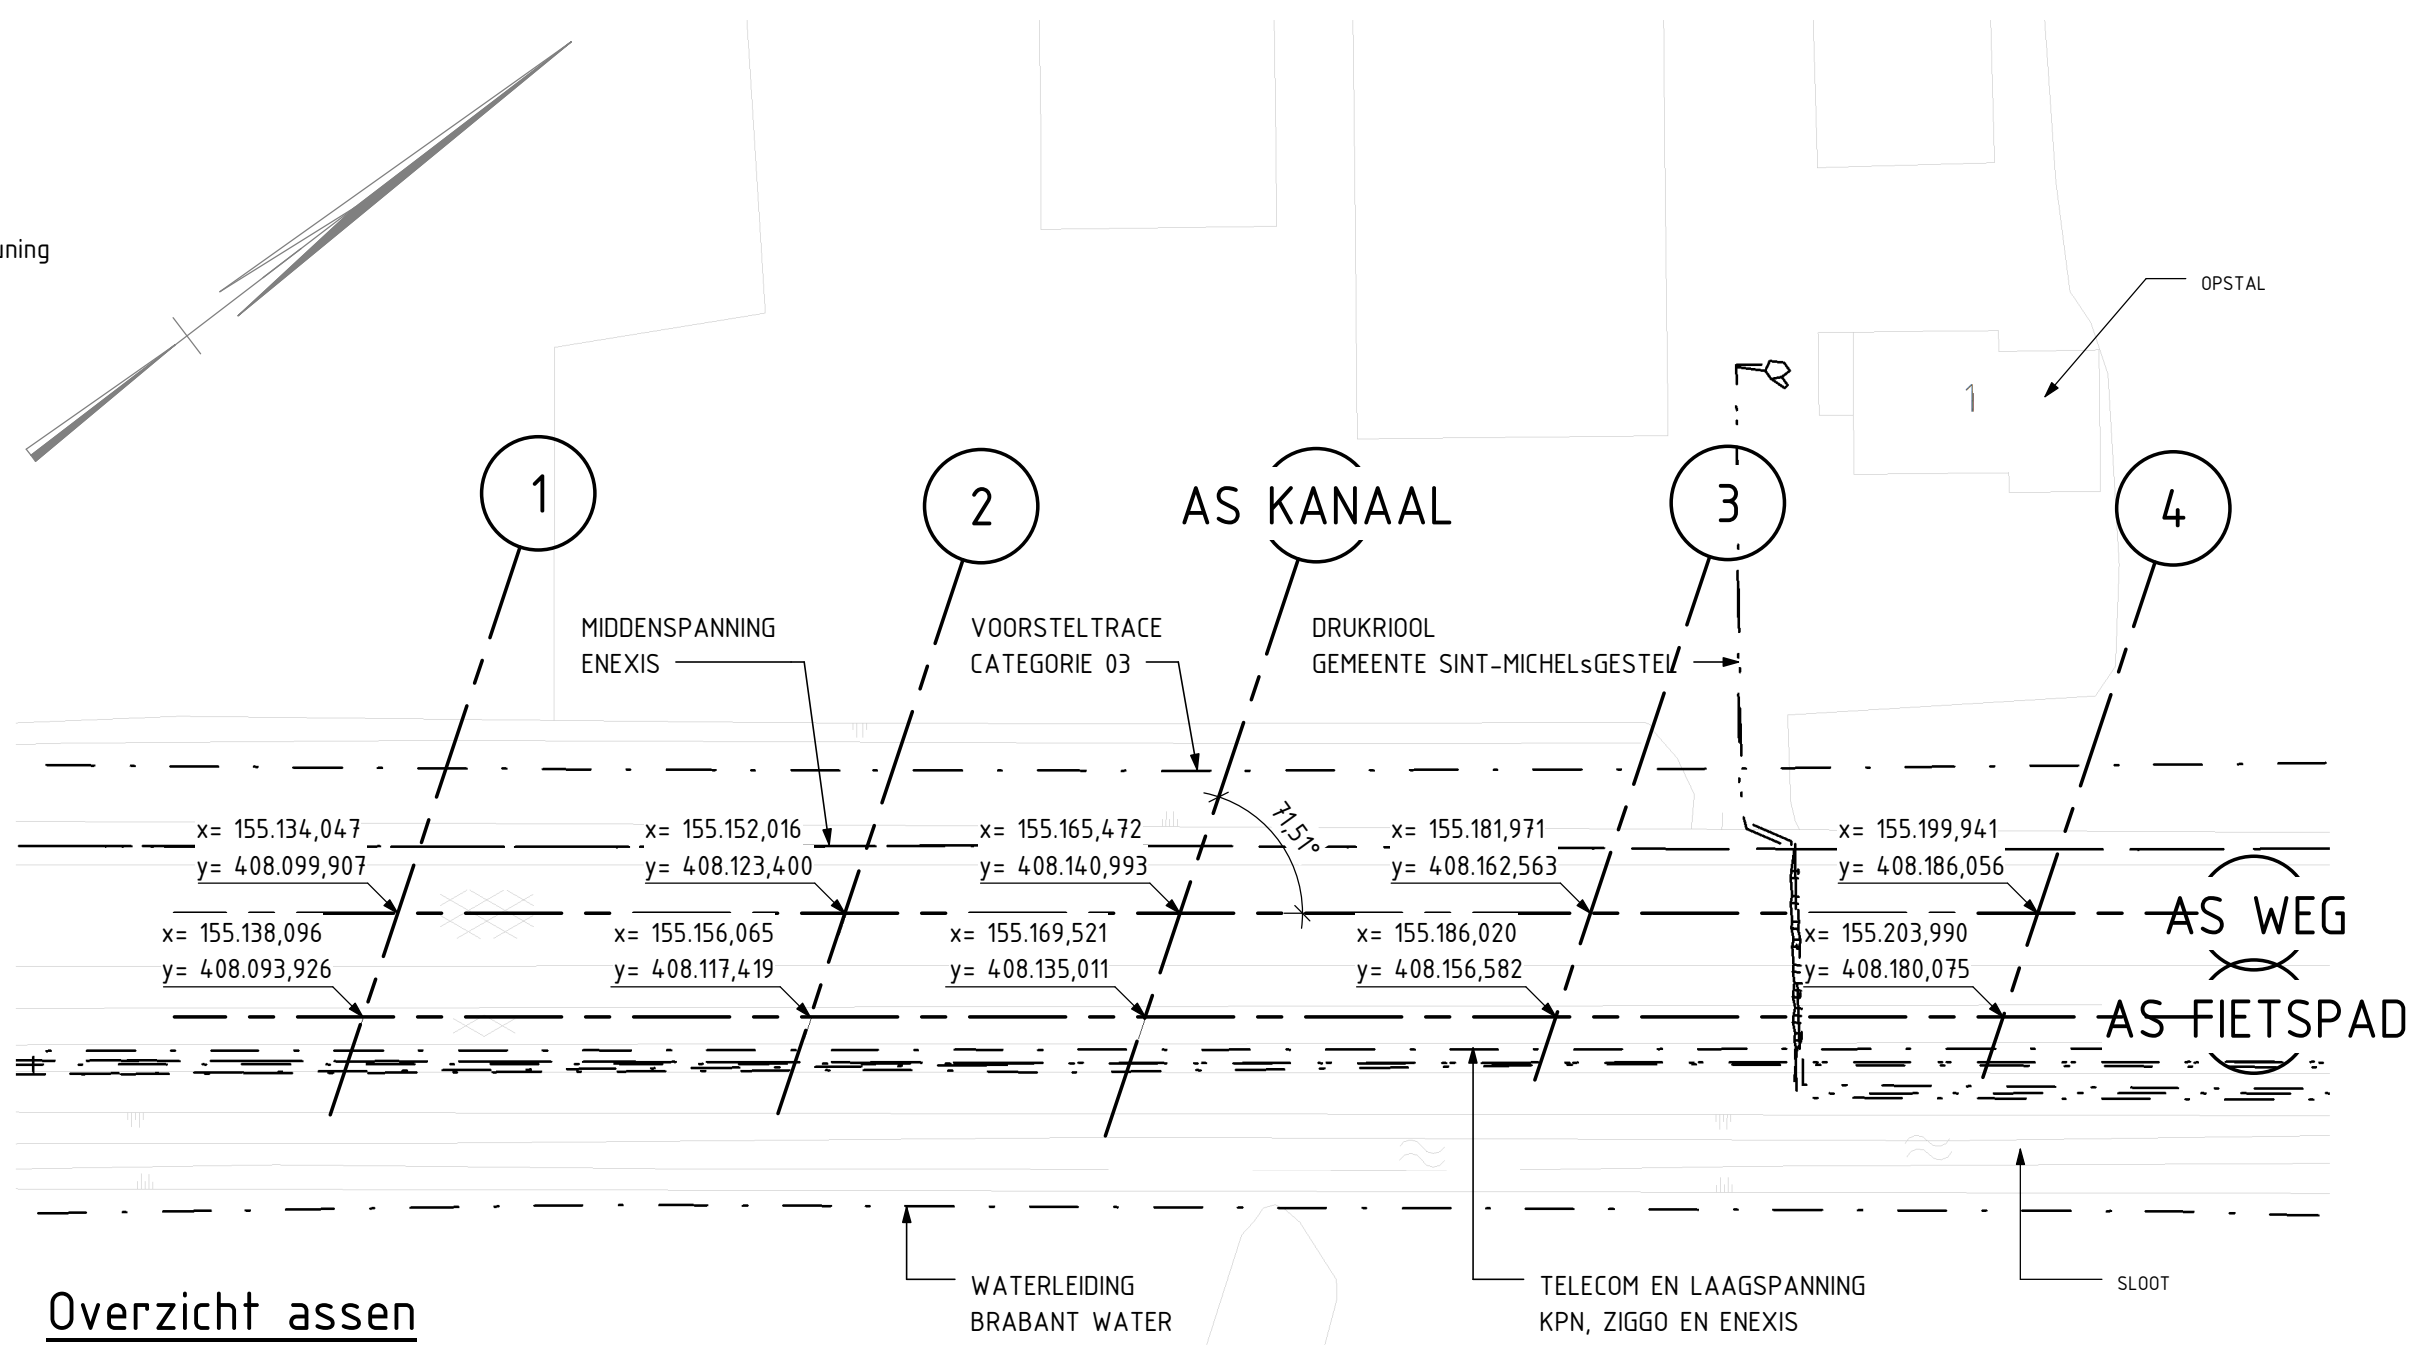 OPSTAL
1
1
2
AS KANAAL
3
4
MIDDENSPANNING
ENEXIS
VOORSTELTRACE
CATEGORIE 03
DRUKRIOOL
GEMEENTE SINT-MICHELsGESTEL
71,51°
x= 155.134,047
y= 408.099,907
x= 155.152,016
y= 408.123,400
x= 155.165,472
y= 408.140,993
x= 155.181,971
y= 408.162,563
x= 155.199,941
y= 408.186,056
AS WEG
x= 155.138,096
y= 408.093,926
x= 155.156,065
y= 408.117,419
x= 155.169,521
y= 408.135,011
x= 155.186,020
y= 408.156,582
x= 155.203,990
y= 408.180,075
AS FIETSPAD
WATERLEIDING
BRABANT WATER
TELECOM EN LAAGSPANNING
KPN, ZIGGO EN ENEXIS
SLOOT
Overzicht assen